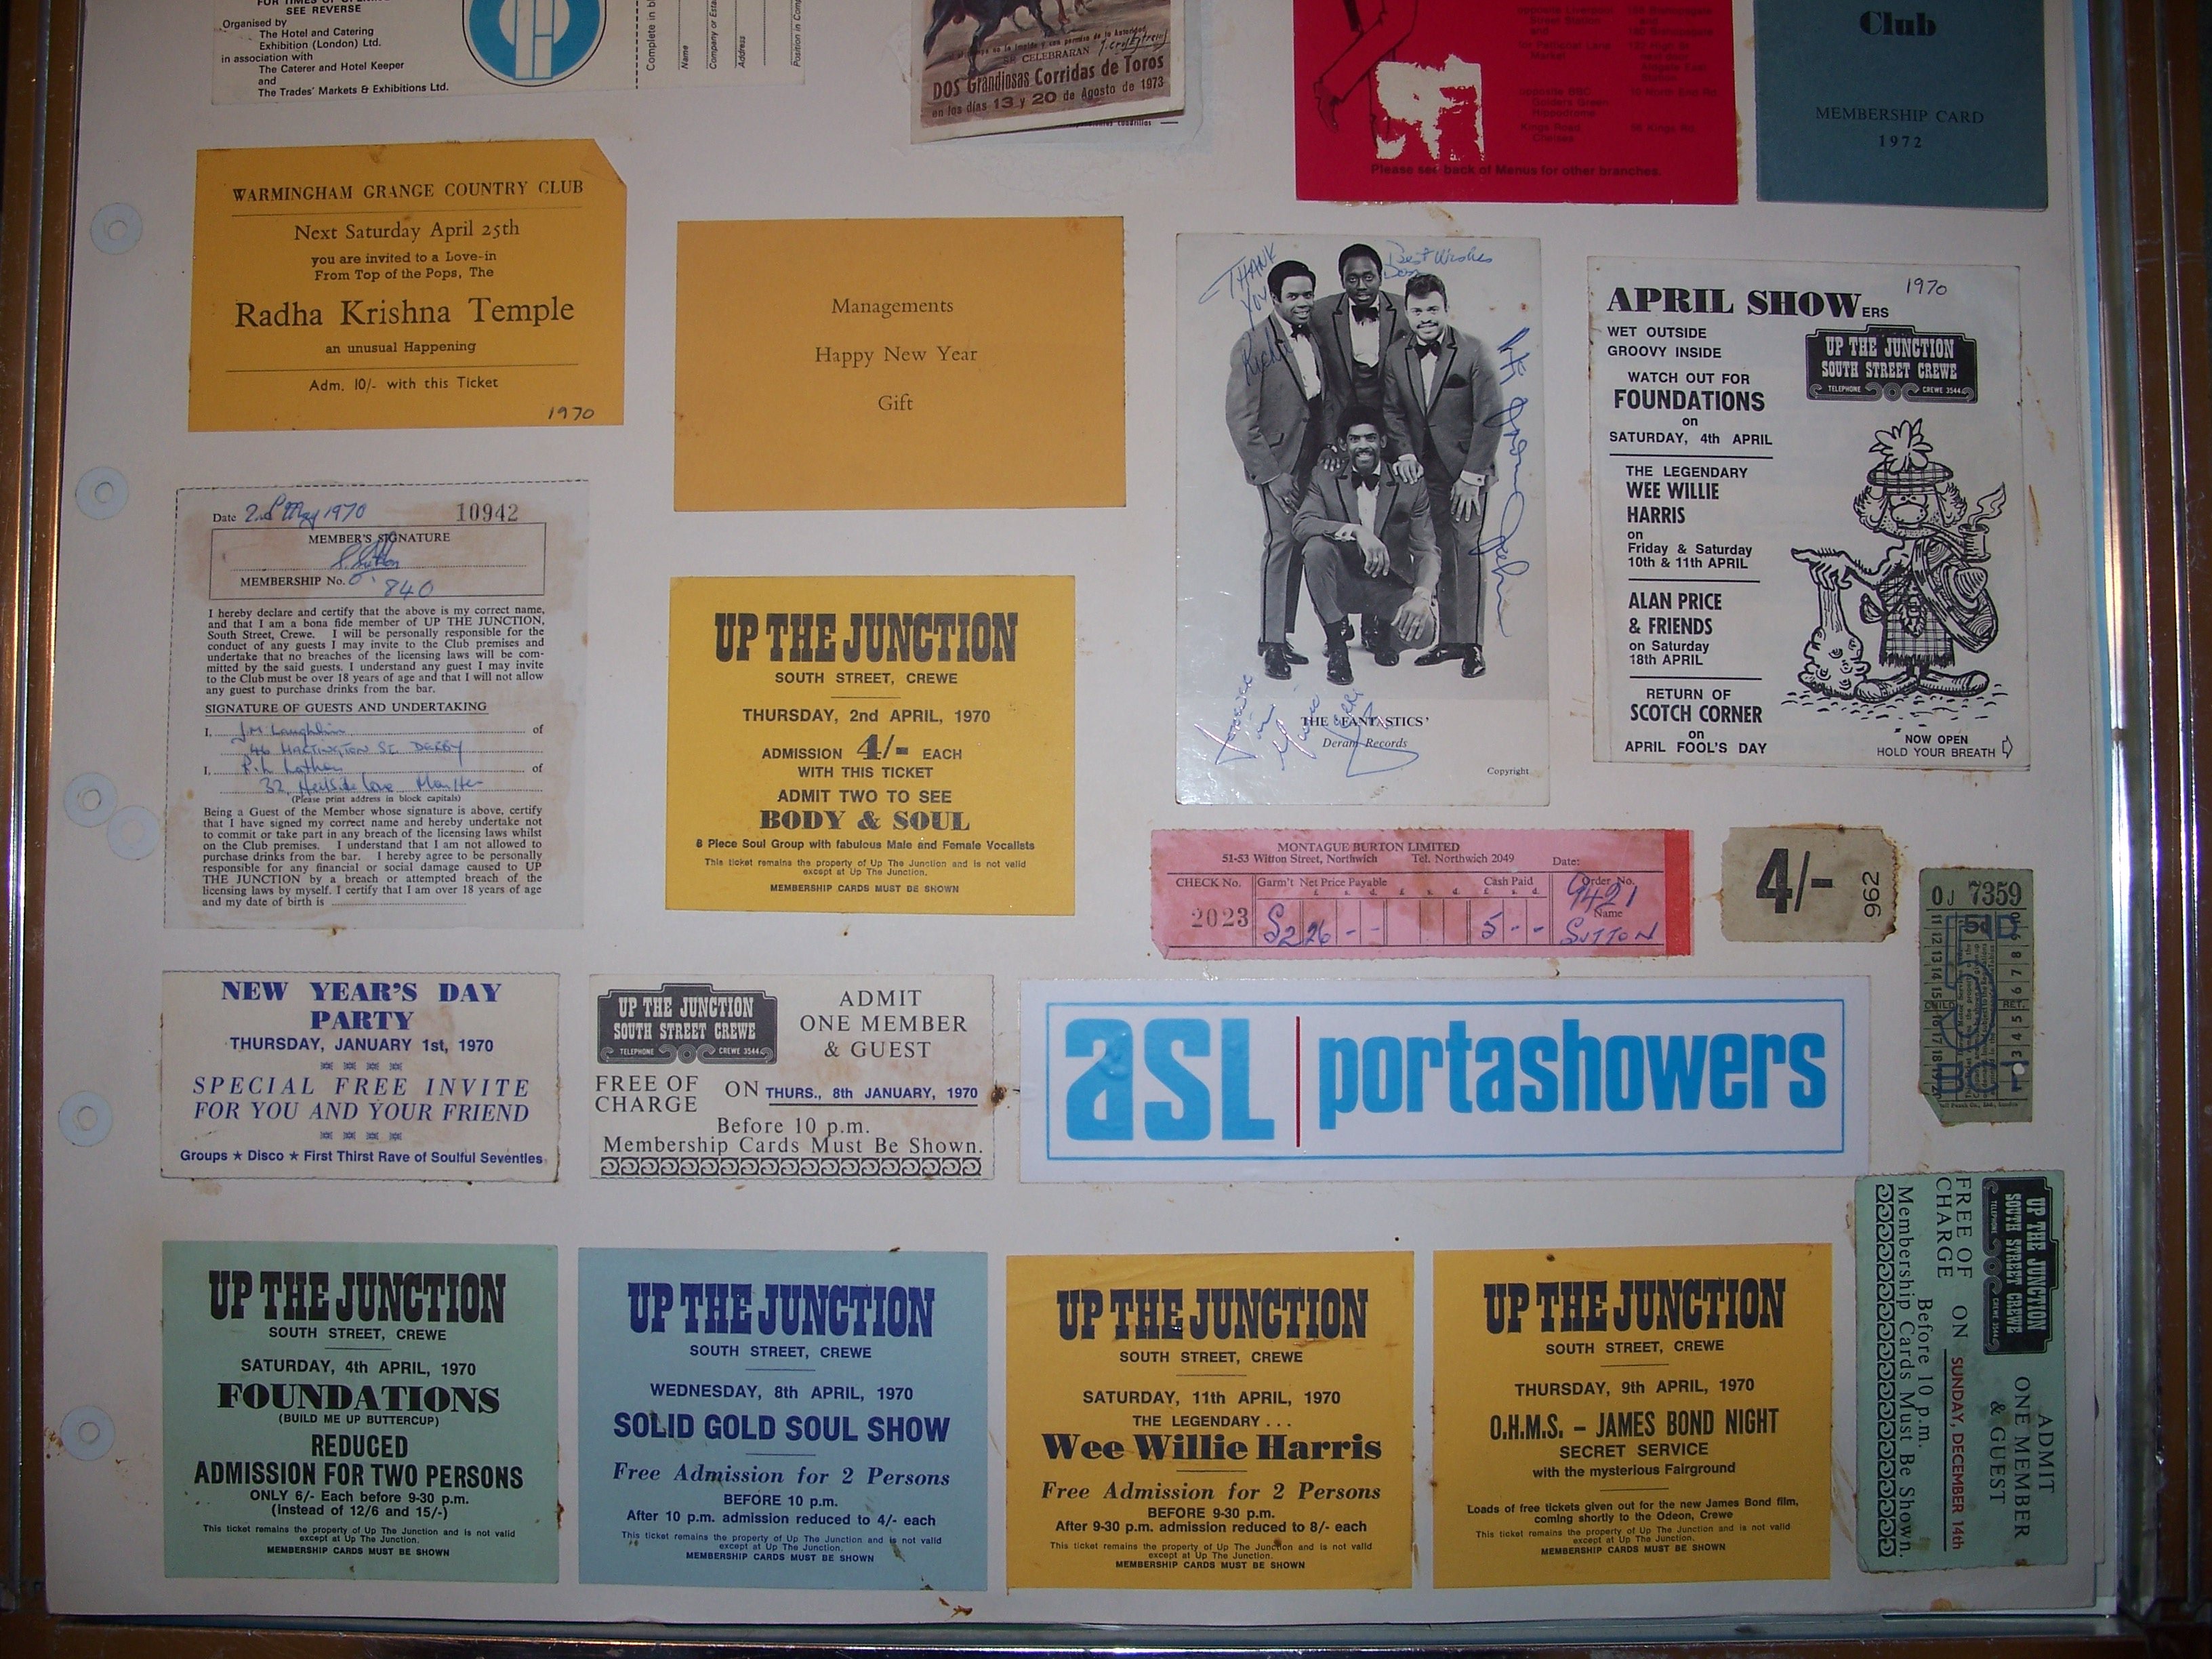 FOR TIMES OF OPENING
SEE REVERSE
Organised by
The Hotel and Catering
Exhibition (London) Ltd.
in association with
The Caterer and Hotel Keeper
and
The Trades' Markets & Exhibitions Ltd.
Name
Address
SE CELEBRARAN
DOS Grandiosas Corridas de Toros
en los días 13 y 20 de Agosto de 1973
Please see back of Menus for other branches.
Club
MEMBERSHIP CARD
1972
WARMINGHAM GRANGE COUNTRY CLUB
Next Saturday April 25th
you are invited to a Love-in
From Top of the Pops, The
Radha Krishna Temple
an unusual Happening
Adm. 10/- with this Ticket
1970
Managements
Happy New Year
Gift
THANK
YOU
Best Wishes
THE 'FANTASTICS'
Deram Records
Copyright
1970
APRIL SHOWERS
WET OUTSIDE
GROOVY INSIDE
UP THE JUNCTION
SOUTH STREET CREWE
TELEPHONE CREWE 3544
WATCH OUT FOR
FOUNDATIONS
on
SATURDAY, 4th APRIL
THE LEGENDARY
WEE WILLIE
HARRIS
on
Friday & Saturday
10th & 11th APRIL
ALAN PRICE
& FRIENDS
on Saturday
18th APRIL
RETURN OF
SCOTCH CORNER
on
APRIL FOOL'S DAY
NOW OPEN
HOLD YOUR BREATH
Date 2nd May 1970 10942
MEMBER'S SIGNATURE
MEMBERSHIP No. 840
I hereby declare and certify that the above is my correct name,
and that I am a bona fide member of UP THE JUNCTION,
South Street, Crewe. I will be personally responsible for the
conduct of any guests I may invite to the Club premises and
undertake that no breaches of the licensing laws will be com-
mitted by the said guests. I understand any guest I may invite
to the Club must be over 18 years of age and that I will not allow
any guest to purchase drinks from the bar.
SIGNATURE OF GUESTS AND UNDERTAKING
I, of
46 HARTINGTON ST. DERBY
I, of
32,
(Please print address in block capitals)
Being a Guest of the Member whose signature is above, certify
that I have signed my correct name and hereby undertake not
to commit or take part in any breach of the licensing laws whilst
on the Club premises. I understand that I am not allowed to
purchase drinks from the bar. I hereby agree to be personally
responsible for any financial or social damage caused to UP
THE JUNCTION by a breach or attempted breach of the
licensing laws by myself. I certify that I am over 18 years of age
and my date of birth is
UP THE JUNCTION
SOUTH STREET, CREWE
THURSDAY, 2nd APRIL, 1970
ADMISSION 4/- EACH
WITH THIS TICKET
ADMIT TWO TO SEE
BODY & SOUL
8 Piece Soul Group with fabulous Male and Female Vocalists
This ticket remains the property of Up The Junction and is not valid
except at Up The Junction.
MEMBERSHIP CARDS MUST BE SHOWN
MONTAGUE BURTON LIMITED
51-53 Witton Street, Northwich Tel. Northwich 2049 Date:
CHECK No. Garm't Net Price Payable Cash Paid Order No.
£ s. d. £ s. d. £ s. d. 9421
Name
2023 S2 26 - - 5 - - SUTTON
4/-
962
OJ 7359
NEW YEAR'S DAY
PARTY
THURSDAY, JANUARY 1st, 1970
SPECIAL FREE INVITE
FOR YOU AND YOUR FRIEND
Groups ★ Disco ★ First Thirst Rave of Soulful Seventies
UP THE JUNCTION
SOUTH STREET CREWE
TELEPHONE CREWE 3544
ADMIT
ONE MEMBER
& GUEST
FREE OF
CHARGE
ON THURS., 8th JANUARY, 1970
Before 10 p.m.
Membership Cards Must Be Shown.
aSL portashowers
UP THE JUNCTION
SOUTH STREET, CREWE
SATURDAY, 4th APRIL, 1970
FOUNDATIONS
(BUILD ME UP BUTTERCUP)
REDUCED
ADMISSION FOR TWO PERSONS
ONLY 6/- Each before 9-30 p.m.
(Instead of 12/6 and 15/-)
This ticket remains the property of Up The Junction and is not valid
except at Up The Junction.
MEMBERSHIP CARDS MUST BE SHOWN
UP THE JUNCTION
SOUTH STREET, CREWE
WEDNESDAY, 8th APRIL, 1970
SOLID GOLD SOUL SHOW
Free Admission for 2 Persons
BEFORE 10 p.m.
After 10 p.m. admission reduced to 4/- each
This ticket remains the property of Up The Junction and is not valid
except at Up The Junction.
MEMBERSHIP CARDS MUST BE SHOWN
UP THE JUNCTION
SOUTH STREET, CREWE
SATURDAY, 11th APRIL, 1970
THE LEGENDARY . . .
Wee Willie Harris
Free Admission for 2 Persons
BEFORE 9-30 p.m.
After 9-30 p.m. admission reduced to 8/- each
This ticket remains the property of Up The Junction and is not valid
except at Up The Junction.
MEMBERSHIP CARDS MUST BE SHOWN
UP THE JUNCTION
SOUTH STREET, CREWE
THURSDAY, 9th APRIL, 1970
O.H.M.S. – JAMES BOND NIGHT
SECRET SERVICE
with the mysterious Fairground
Loads of free tickets given out for the new James Bond film,
coming shortly to the Odeon, Crewe
This ticket remains the property of Up The Junction and is not valid
except at Up The Junction.
MEMBERSHIP CARDS MUST BE SHOWN
UP THE JUNCTION
SOUTH STREET CREWE
TELEPHONE CREWE 3544
ADMIT
ONE MEMBER
& GUEST
FREE OF
CHARGE
ON SUNDAY, DECEMBER 14th
Before 10 p.m.
Membership Cards Must Be Shown.